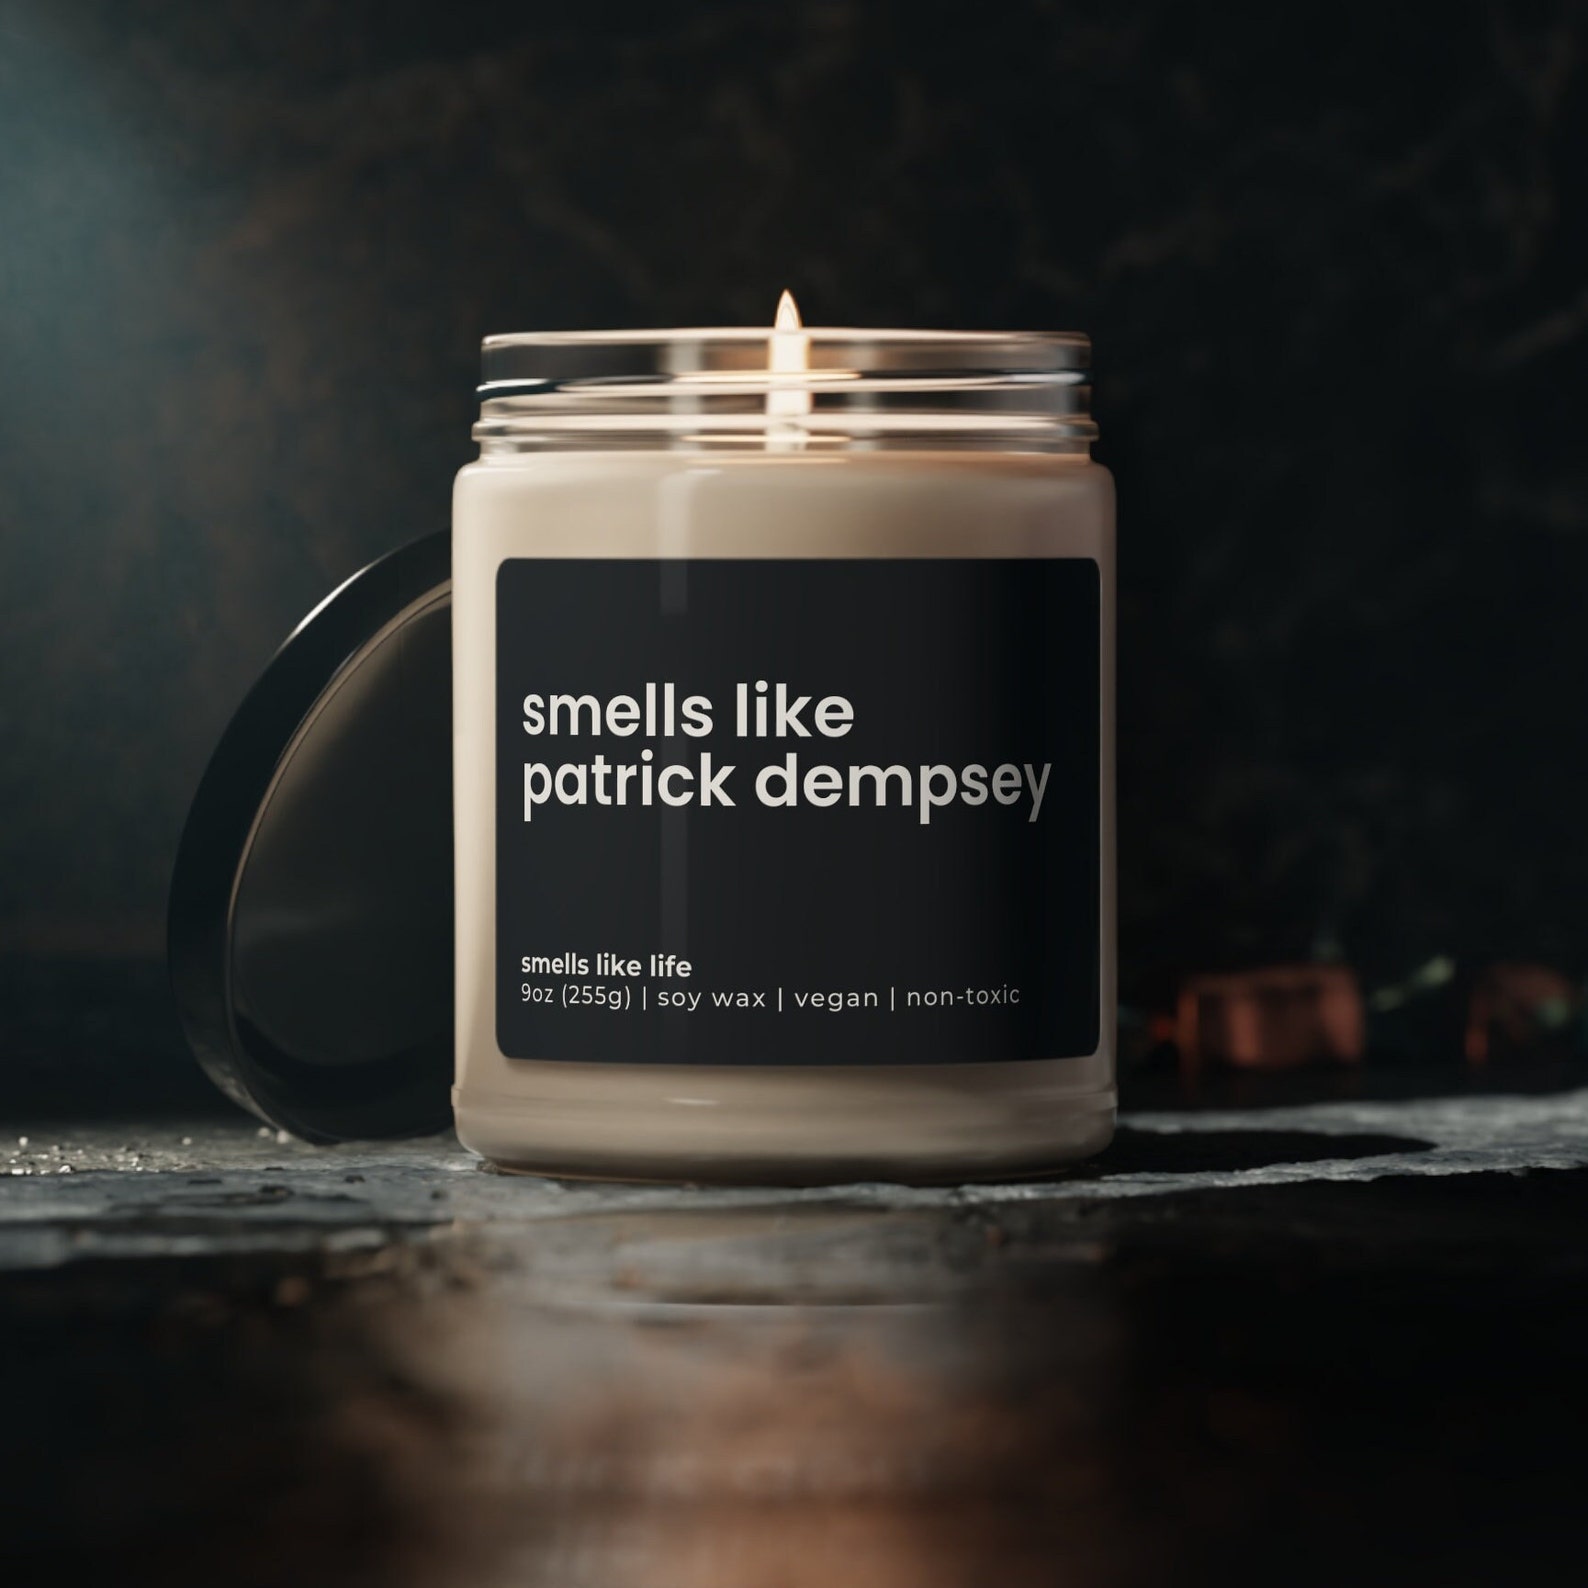 smells like
patrick dempsey
smells like life
9oz (255g) | soy wax | vegan | non-toxic